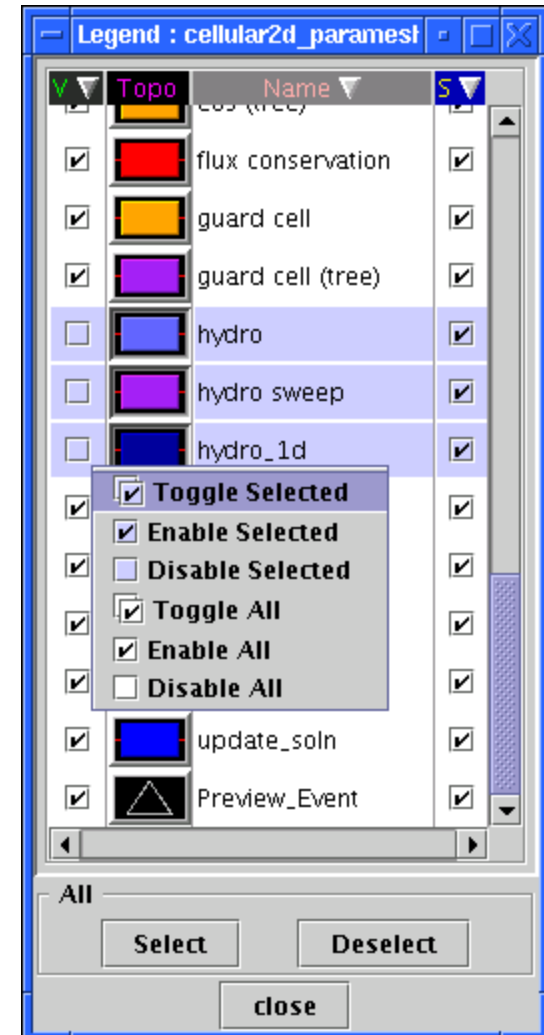 Legend : cellular2d_paramesh
V Topo Name S
flux conservation
guard cell
guard cell (tree)
hydro
hydro sweep
hydro_1d
Toggle Selected
Enable Selected
Disable Selected
Toggle All
Enable All
Disable All
update_soln
Preview_Event
All
Select Deselect
close